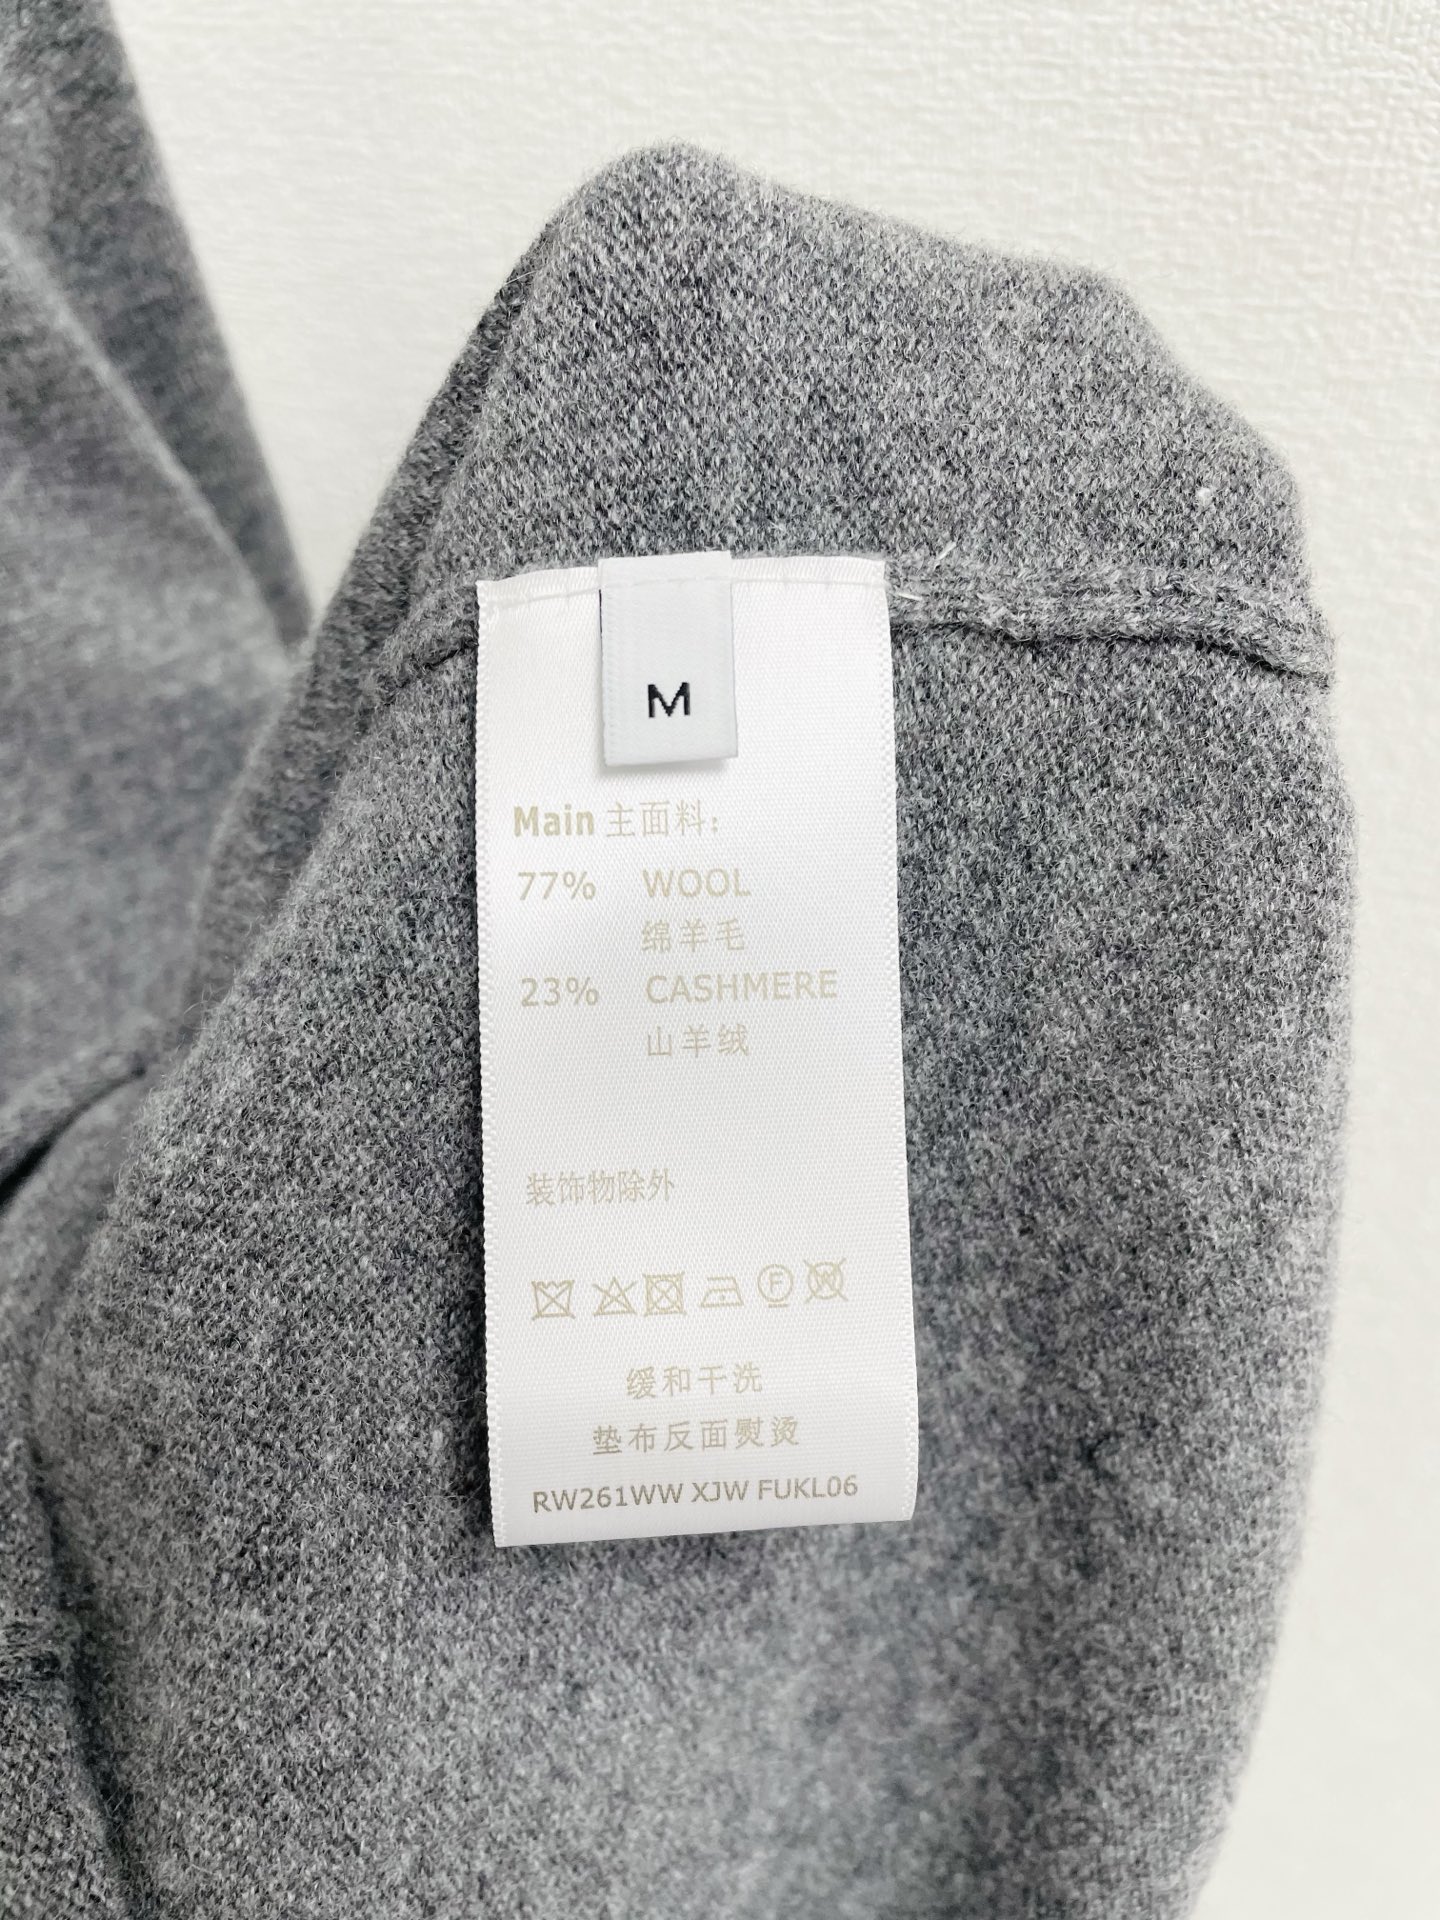 M
Main 主面料:
77% WOOL
绵羊毛
23% CASHMERE
山羊绒
装饰物除外
F W
缓和干洗
垫布反面熨烫
RW261WW XJW FUKL06